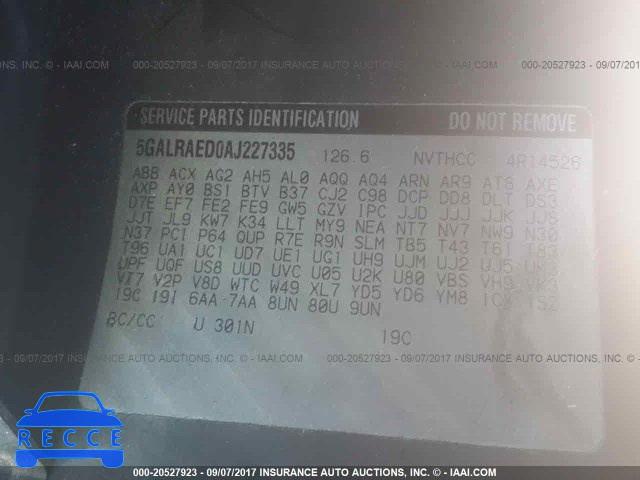 000-20527923 - 09/07/2017 INSURANCE AUTO AUCTIONS, INC. - IAAI.COM
SERVICE PARTS IDENTIFICATION DO NOT REMOVE
5GALRAED0AJ227335 126.6 NVTHCC 4R14526
ABB ACX AG2 AH5 AL0 AQQ AQ4 ARN AR9 AT8 AXE
AXP AY0 BS1 BTV B37 CJ2 C98 DCP DD8 DLT DS3
D7E EF7 FE2 FE9 GW5 GZV IPC JJD JJJ JJK JJS
JJT JL9 KW7 K34 LLT MY9 NEA NT7 NV7 NW9 N30
N37 PC1 P64 QUP R7E R9N SLM TB5 T43 T61 T83
T96 UA1 UC1 UD7 UE1 UG1 UH9 UJM UJ2 UJ5
UPF UQF US8 UUD UVC U05 U2K U80 VBS VH9 VK3
VT7 V2P V8D WTC W49 XL7 YD5 YD6 YM8
19C 19I 6AA 7AA 8UN 80U 9UN
8C/CC U 301N 19C
RECCE
000-20527923 - 09/07/2017 INSURANCE AUTO AUCTIONS, INC. - IAAI.COM